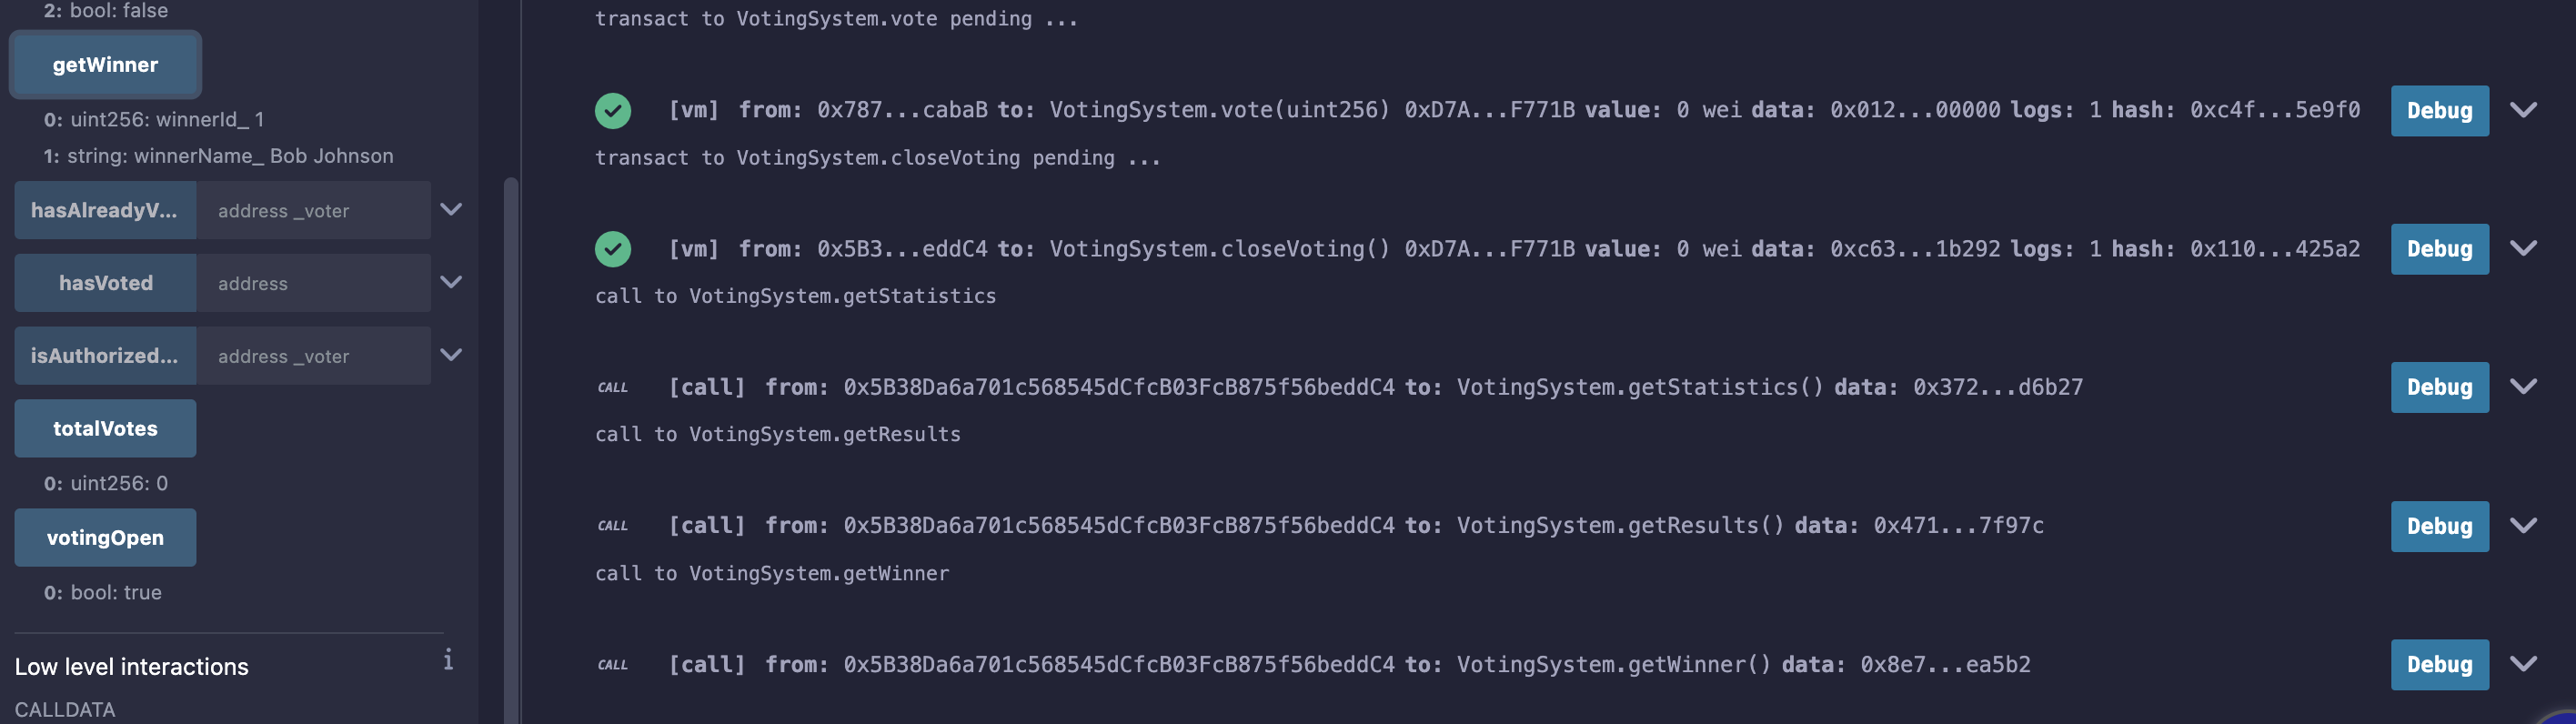 2: bool: false
getWinner
0: uint256: winnerId_ 1
1: string: winnerName_ Bob Johnson
hasAlreadyV... address _voter
hasVoted address
isAuthorized... address _voter
totalVotes
0: uint256: 0
votingOpen
0: bool: true
Low level interactions i
CALLDATA
transact to VotingSystem.vote pending ...
[vm] from: 0x787...cabaB to: VotingSystem.vote(uint256) 0xD7A...F771B value: 0 wei data: 0x012...00000 logs: 1 hash: 0xc4f...5e9f0 Debug
transact to VotingSystem.closeVoting pending ...
[vm] from: 0x5B3...eddC4 to: VotingSystem.closeVoting() 0xD7A...F771B value: 0 wei data: 0xc63...1b292 logs: 1 hash: 0x110...425a2 Debug
call to VotingSystem.getStatistics
CALL [call] from: 0x5B38Da6a701c568545dCfcB03FcB875f56beddC4 to: VotingSystem.getStatistics() data: 0x372...d6b27 Debug
call to VotingSystem.getResults
CALL [call] from: 0x5B38Da6a701c568545dCfcB03FcB875f56beddC4 to: VotingSystem.getResults() data: 0x471...7f97c Debug
call to VotingSystem.getWinner
CALL [call] from: 0x5B38Da6a701c568545dCfcB03FcB875f56beddC4 to: VotingSystem.getWinner() data: 0x8e7...ea5b2 Debug